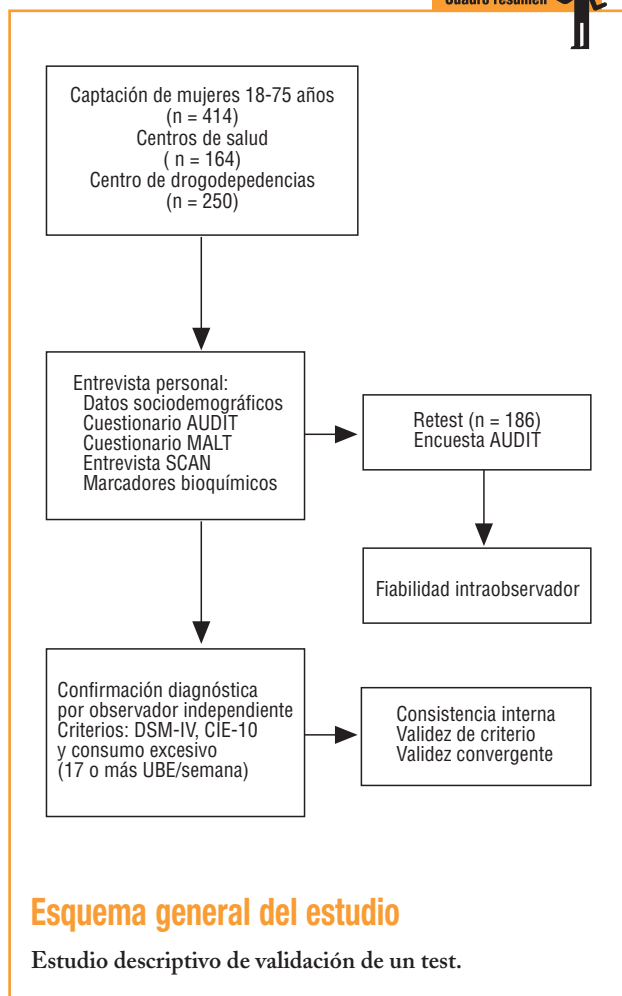 Cuadro resumen
Captación de mujeres 18-75 años
(n = 414)
Centros de salud
( n = 164)
Centro de drogodepedencias
(n = 250)
Entrevista personal:
Datos sociodemográficos
Cuestionario AUDIT
Cuestionario MALT
Entrevista SCAN
Marcadores bioquímicos
Retest (n = 186)
Encuesta AUDIT
Fiabilidad intraobservador
Confirmación diagnóstica
por observador independiente
Criterios: DSM-IV, CIE-10
y consumo excesivo
(17 o más UBE/semana)
Consistencia interna
Validez de criterio
Validez convergente
Esquema general del estudio
Estudio descriptivo de validación de un test.